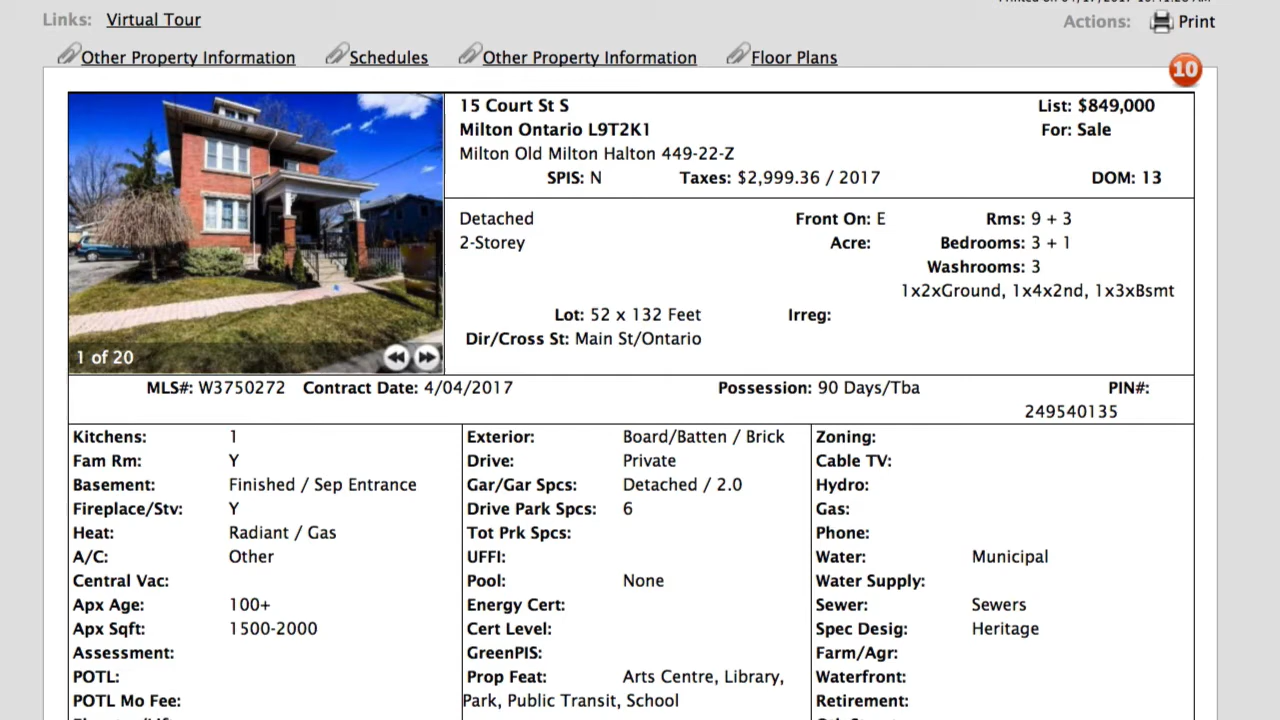 Links: Virtual Tour
Actions: Print
Other Property Information Schedules Other Property Information Floor Plans
10
15 Court St S List: $849,000
Milton Ontario L9T2K1 For: Sale
Milton Old Milton Halton 449-22-Z
SPIS: N Taxes: $2,999.36 / 2017 DOM: 13
Detached Front On: E Rms: 9 + 3
2-Storey Acre: Bedrooms: 3 + 1
Washrooms: 3
1x2xGround, 1x4x2nd, 1x3xBsmt
Lot: 52 x 132 Feet Irreg:
Dir/Cross St: Main St/Ontario
1 of 20
MLS#: W3750272 Contract Date: 4/04/2017 Possession: 90 Days/Tba PIN#:
249540135
Kitchens: 1 Exterior: Board/Batten / Brick Zoning:
Fam Rm: Y Drive: Private Cable TV:
Basement: Finished / Sep Entrance Gar/Gar Spcs: Detached / 2.0 Hydro:
Fireplace/Stv: Y Drive Park Spcs: 6 Gas:
Heat: Radiant / Gas Tot Prk Spcs: Phone:
A/C: Other UFFI: Water: Municipal
Central Vac: Pool: None Water Supply:
Apx Age: 100+ Energy Cert: Sewer: Sewers
Apx Sqft: 1500-2000 Cert Level: Spec Desig: Heritage
Assessment: GreenPIS: Farm/Agr:
POTL: Prop Feat: Arts Centre, Library, Waterfront:
POTL Mo Fee: Park, Public Transit, School Retirement: